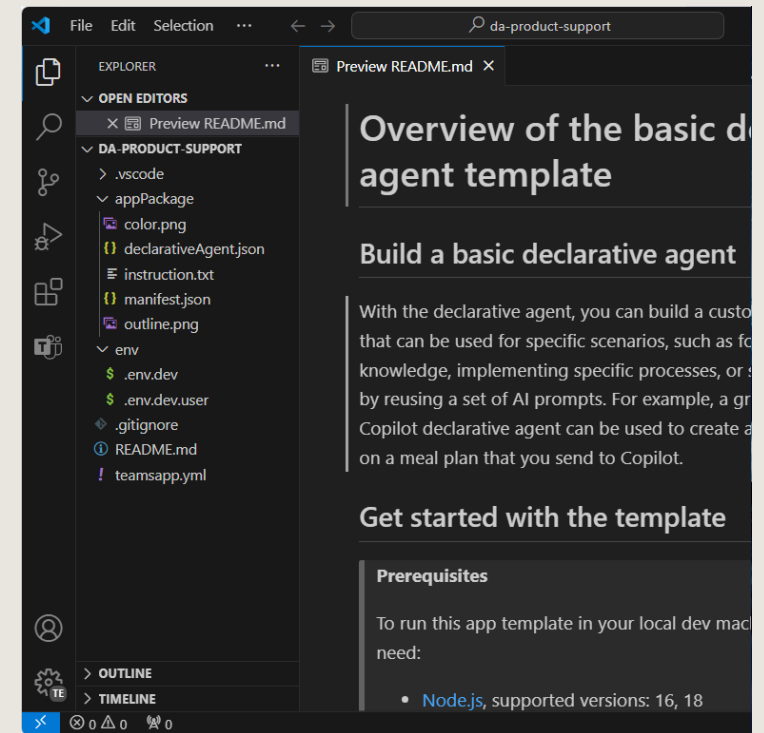 File Edit Selection ··· da-product-support
EXPLORER ···
Preview README.md
OPEN EDITORS
Preview README.md
DA-PRODUCT-SUPPORT
.vscode
appPackage
color.png
{} declarativeAgent.json
instruction.txt
{} manifest.json
outline.png
env
$ .env.dev
$ .env.dev.user
.gitignore
README.md
! teamsapp.yml
OUTLINE
TIMELINE
TE
0 0 0
Overview of the basic d
agent template
Build a basic declarative agent
With the declarative agent, you can build a custo
that can be used for specific scenarios, such as fo
knowledge, implementing specific processes, or s
by reusing a set of AI prompts. For example, a gr
Copilot declarative agent can be used to create a
on a meal plan that you send to Copilot.
Get started with the template
Prerequisites
To run this app template in your local dev mac
need:
• Node.js, supported versions: 16, 18